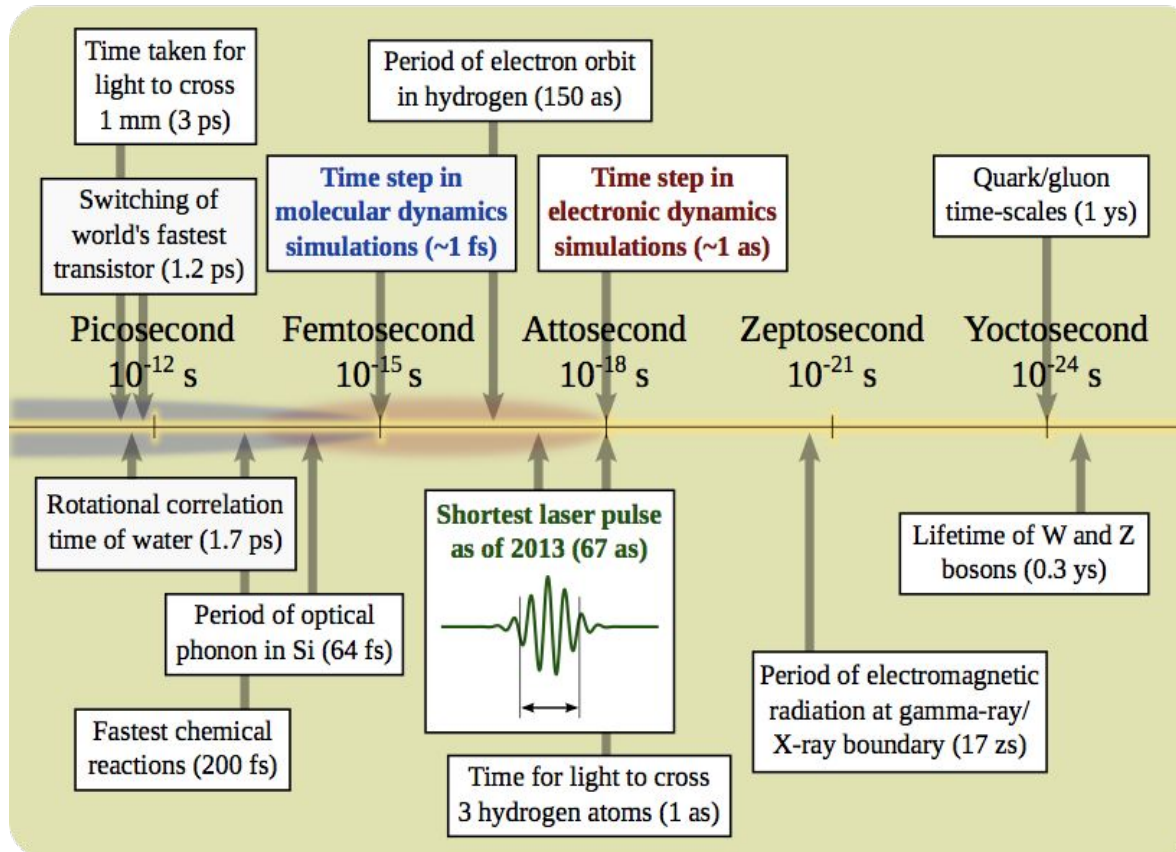 Time taken for
light to cross
1 mm (3 ps)
Period of electron orbit
in hydrogen (150 as)
Switching of
world's fastest
transistor (1.2 ps)
Time step in
molecular dynamics
simulations (~1 fs)
Time step in
electronic dynamics
simulations (~1 as)
Quark/gluon
time-scales (1 ys)
Picosecond
10⁻¹² s
Femtosecond
10⁻¹⁵ s
Attosecond
10⁻¹⁸ s
Zeptosecond
10⁻²¹ s
Yoctosecond
10⁻²⁴ s
Rotational correlation
time of water (1.7 ps)
Shortest laser pulse
as of 2013 (67 as)
Lifetime of W and Z
bosons (0.3 ys)
Period of optical
phonon in Si (64 fs)
Period of electromagnetic
radiation at gamma-ray/
X-ray boundary (17 zs)
Fastest chemical
reactions (200 fs)
Time for light to cross
3 hydrogen atoms (1 as)